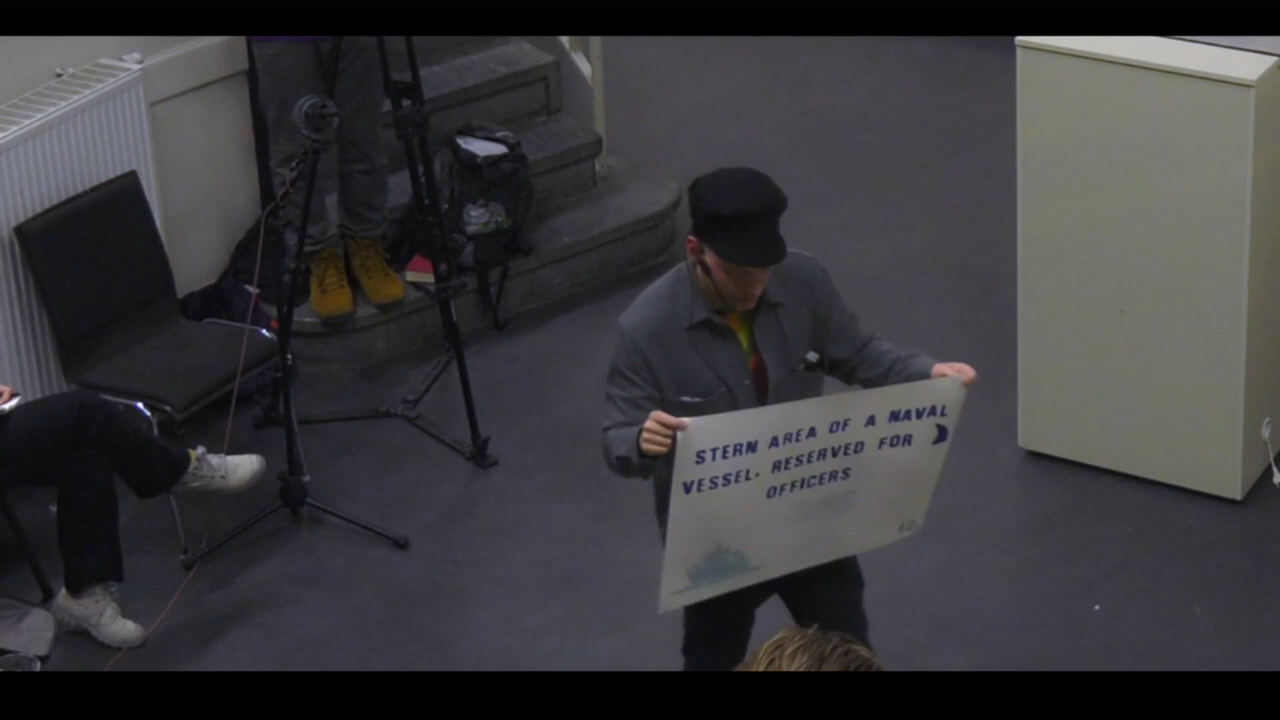 STERN AREA OF A NAVAL
VESSEL. RESERVED FOR
OFFICERS